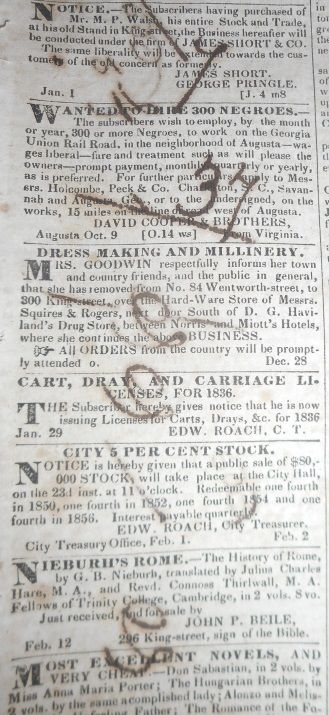 NOTICE.—The Subscribers having purchased of
Mr. M. P. Walsh, his entire Stock and Trade,
at his old Stand in King-street, the Business hereafter will
be conducted under the firm of JAMES SHORT & CO.
The same liberality will be extended towards the cus-
tomers of the old concern as formerly.
JAMES SHORT.
GEORGE PRINGLE.
Jan. 1 [J. 4 m8
WANTED TO HIRE 300 NEGROES.—
The subscribers wish to employ, by the month
or year, 300 or more Negroes, to work on the Georgia
Union Rail Road, in the neighborhood of Augusta—wa-
ges liberal—fare and treatment such as will please the
owners—prompt payment, monthly, quarterly or yearly,
as is preferred. For further particulars apply to Mes-
srs. Holcombe, Peck & Co. Charleston, S. C., Savan-
nah and Augusta, Geo., or to the undersigned, on the
works, 15 miles on the line of road west of Augusta.
DAVID COOPER & BROTHERS,
Augusta Oct. 9 [O.14 ws] from Virginia.
DRESS MAKING AND MILLINERY.
MRS. GOODWIN respectfully informs her town
and country friends, and the public in general,
that she has removed from No. 84 Wentworth-street, to
300 King-street, over the Hard-Ware Store of Messrs.
Squires & Rogers, next door South of D. G. Havi-
land's Drug Store, between Norris' and Miott's Hotels,
where she continues the BUSINESS.
☞ All ORDERS from the country will be prompt-
ly attended o. Dec. 28
CART, DRAY, AND CARRIAGE LI-
CENSES, FOR 1836.
THE Subscriber hereby gives notice that he is now
issuing Licenses for Carts, Drays, &c. for 1836
Jan. 29 EDW. ROACH, C. T.
CITY 5 PER CENT STOCK.
NOTICE is hereby given that a public sale of $80,-
000 STOCK, will take place at the City Hall,
on the 23d inst. at 11 o'clock. Redeemable one fourth
in 1850, one fourth in 1852, one fourth 1854 and one
fourth in 1856. Interest payable quarterly.
EDW. ROACH, City Treasurer.
City Treasury Office, Feb. 1. Feb. 2
NIEBURH'S ROME.—The History of Rome,
by G. B. Nieburh, translated by Julius Charles
Hare, M. A., and Revd. Connoss Thirlwall, M. A.
Fellows of Trinity College, Cambridge, in 2 vols. 8vo.
Just received, and for sale by
JOHN P. BEILE,
Feb. 12 296 King-street, sign of the Bible.
MOST EXCELLENT NOVELS, AND
VERY CHEAP.—Don Sabastian, in 2 vols. by
Miss Anna Maria Porter; The Hungarian Brothers, in
2 vols. by the same acomplished lady; Alonzo and Melis-
Father; The Romance of the Fo-